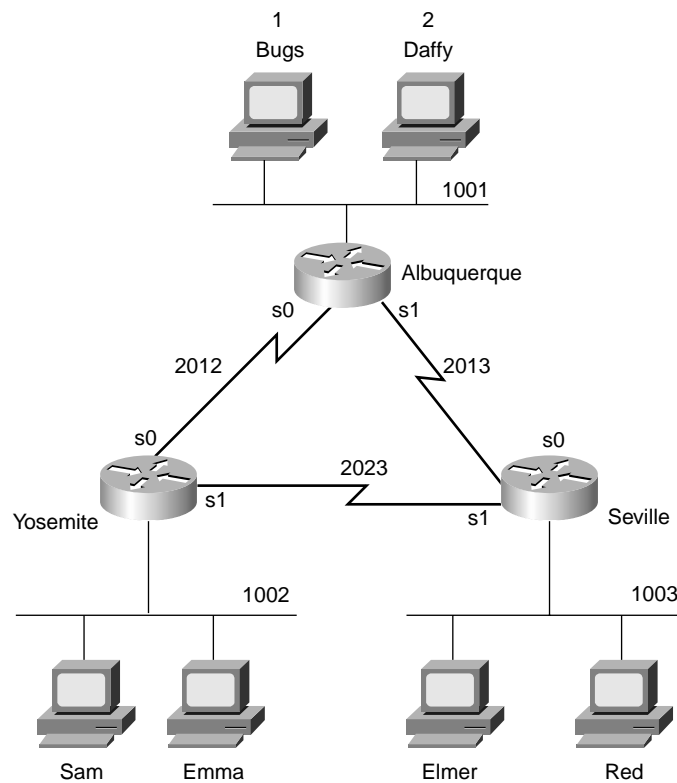 1 2
Bugs Daffy
1001
Albuquerque
s0 s1
2012 2013
s0 s0
2023
s1 s1
Yosemite Seville
1002 1003
Sam Emma Elmer Red